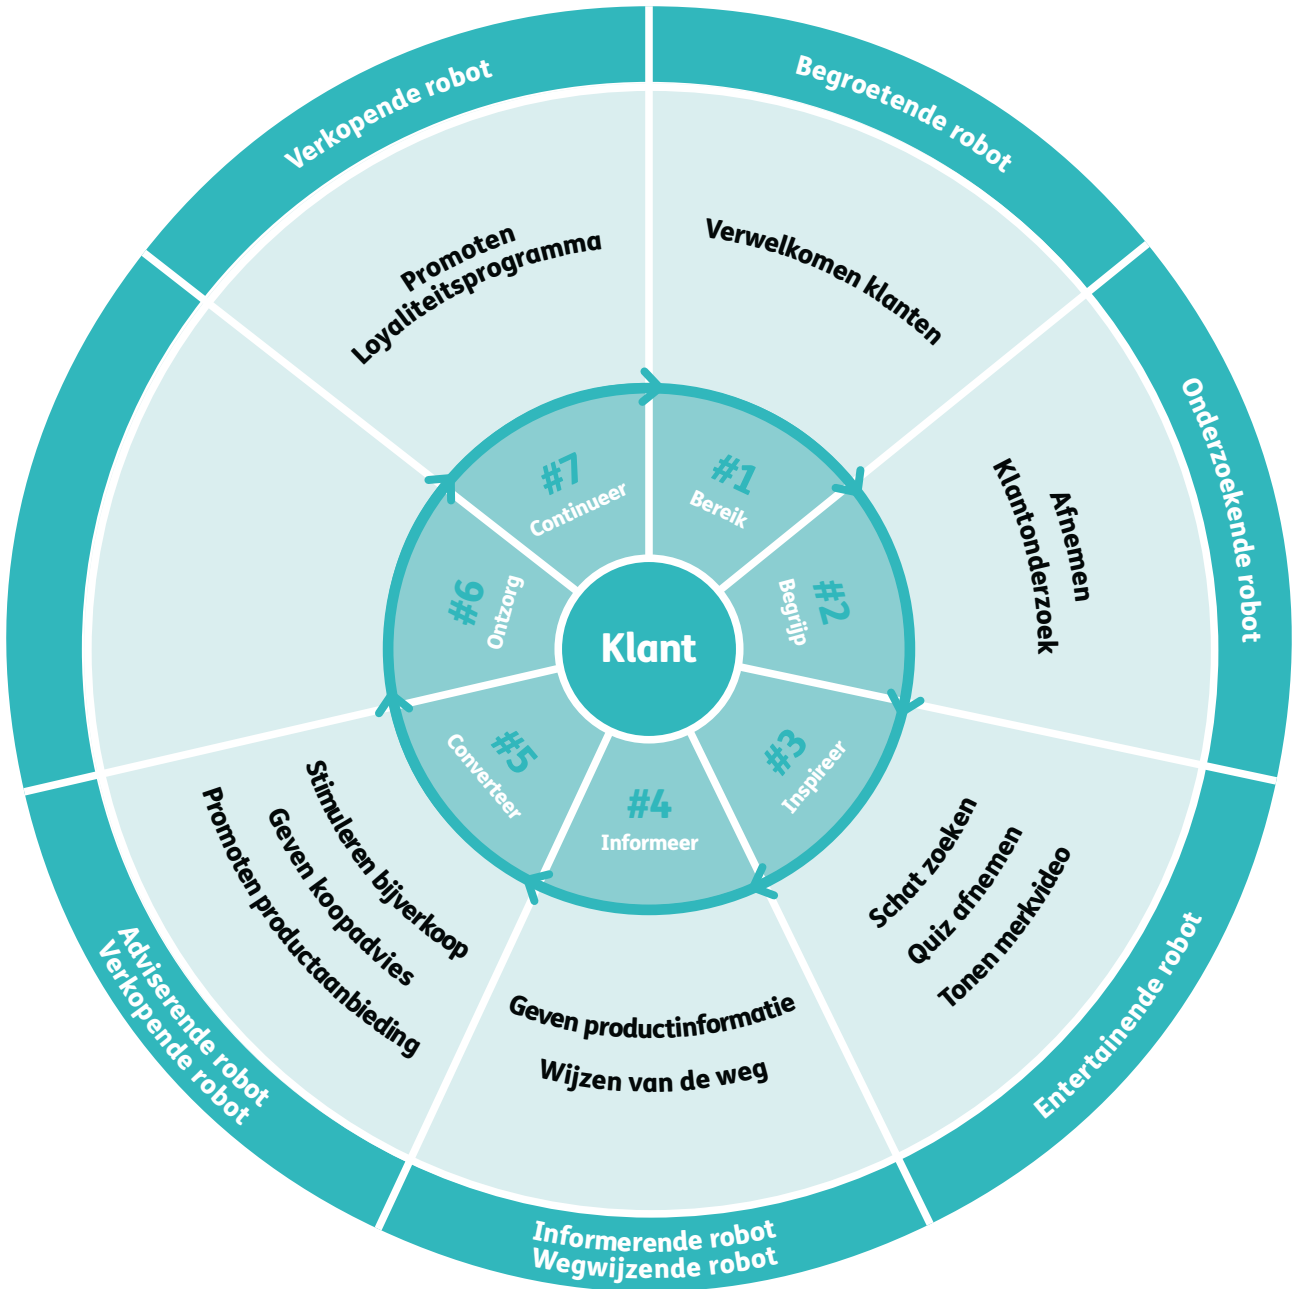 Klant
#1
Bereik
Verwelkomen klanten
Begroetende robot
#2
Begrijp
Afnemen
Klantonderzoek
Onderzoekende robot
#3
Inspireer
Schat zoeken
Quiz afnemen
Tonen merkvideo
Entertainende robot
#4
Informeer
Geven productinformatie
Wijzen van de weg
Informerende robot
Wegwijzende robot
#5
Converteer
Stimuleren bijverkoop
Geven koopadvies
Promoten productaanbieding
Adviserende robot
Verkopende robot
#6
Ontzorg
#7
Continueer
Promoten
Loyaliteitsprogramma
Verkopende robot